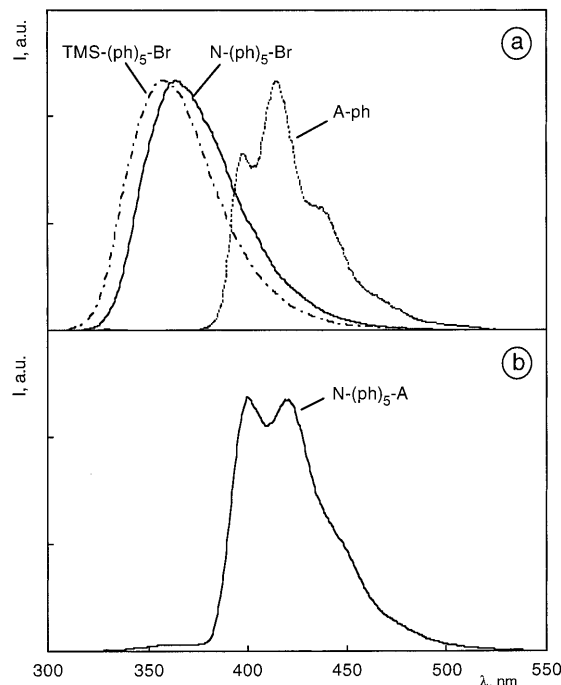 I, a.u.
a
TMS-(ph)5-Br
N-(ph)5-Br
A-ph
I, a.u.
b
N-(ph)5-A
300 350 400 450 500 550
λ, nm